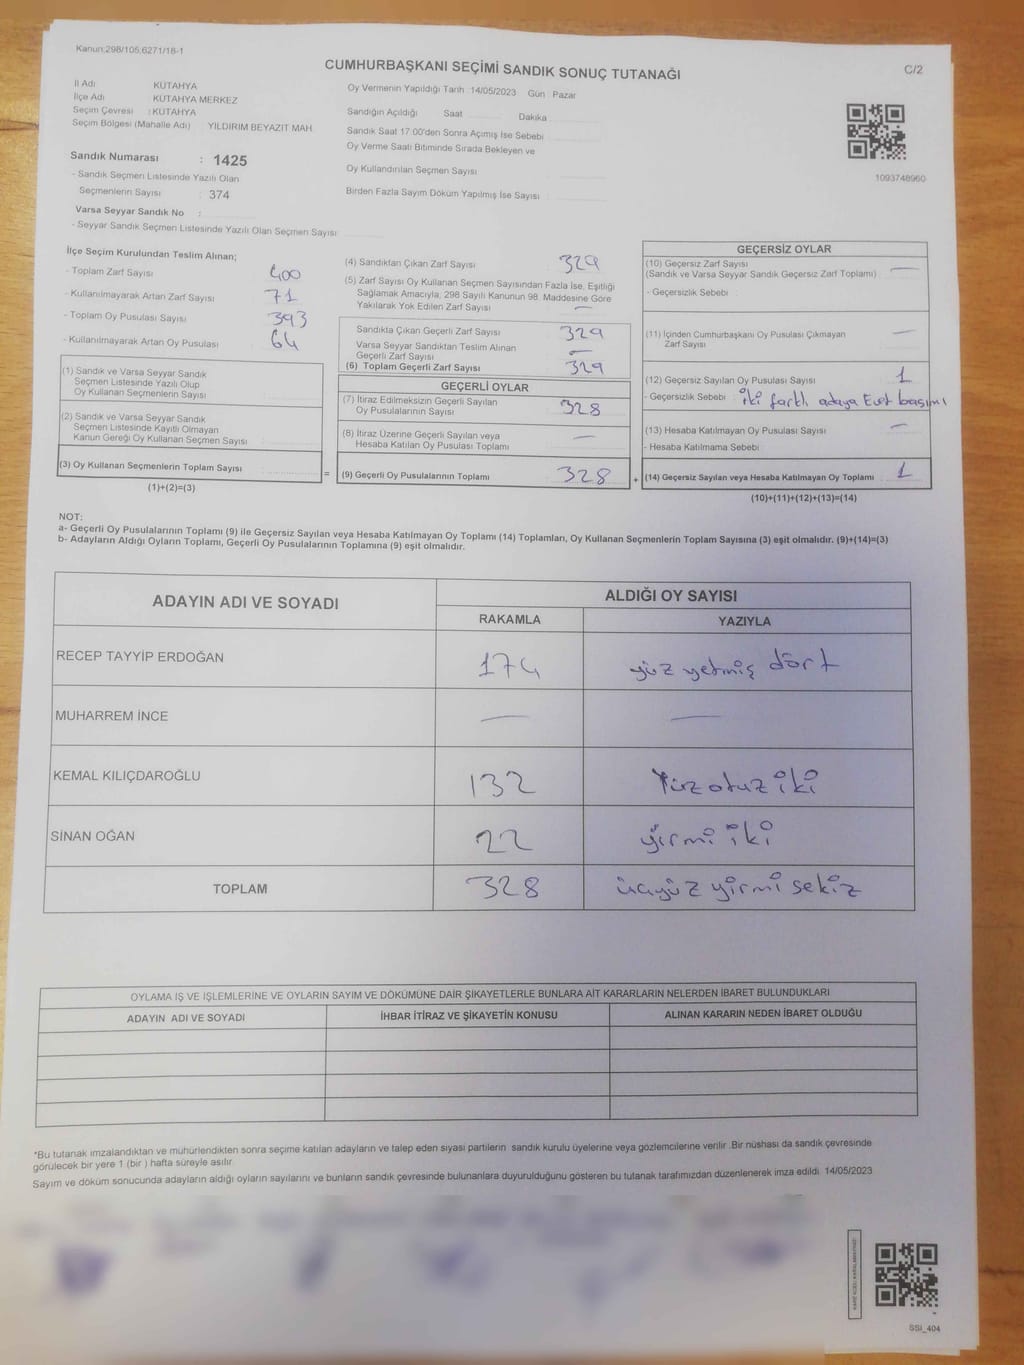 Kanun:298/105,6271/18-1
CUMHURBAŞKANI SEÇİMİ SANDIK SONUÇ TUTANAĞI
C/2
İl Adı KÜTAHYA
İlçe Adı KÜTAHYA MERKEZ
Seçim Çevresi : KÜTAHYA
Seçim Bölgesi (Mahalle Adı) YILDIRIM BEYAZIT MAH.
Sandık Numarası : 1425
- Sandık Seçmen Listesinde Yazılı Olan
Seçmenlerin Sayısı : 374
Varsa Seyyar Sandık No :
- Seyyar Sandık Seçmen Listesinde Yazılı Olan Seçmen Sayısı
Oy Vermenin Yapıldığı Tarih : 14/05/2023 Gün : Pazar
Sandığın Açıldığı Saat Dakika
Sandık Saat 17.00'den Sonra Açımış İse Sebebi
Oy Verme Saati Bitiminde Sırada Bekleyen ve
Oy Kullandırılan Seçmen Sayısı
Birden Fazla Sayım Döküm Yapılmış İse Sayısı
1093748960
İlçe Seçim Kurulundan Teslim Alınan;
- Toplam Zarf Sayısı 400
- Kullanılmayarak Artan Zarf Sayısı 71
- Toplam Oy Pusulası Sayısı 393
- Kullanılmayarak Artan Oy Pusulası 64
(1) Sandık ve Varsa Seyyar Sandık
Seçmen Listesinde Yazılı Olup
Oy Kullanan Seçmenlerin Sayısı
(2) Sandık ve Varsa Seyyar Sandık
Seçmen Listesinde Kayıtlı Olmayan
Kanun Gereği Oy Kullanan Seçmen Sayısı
(3) Oy Kullanan Seçmenlerin Toplam Sayısı
(1)+(2)=(3)
=
(4) Sandıktan Çıkan Zarf Sayısı 329
(5) Zarf Sayısı Oy Kullanan Seçmen Sayısından Fazla İse, Eşitliği
Sağlamak Amacıyla, 298 Sayılı Kanunun 98. Maddesine Göre
Yakılarak Yok Edilen Zarf Sayısı —
Sandıkta Çıkan Geçerli Zarf Sayısı 329
Varsa Seyyar Sandıktan Teslim Alınan
Geçerli Zarf Sayısı —
(6) Toplam Geçerli Zarf Sayısı 329
GEÇERLİ OYLAR
(7) İtiraz Edilmeksizin Geçerli Sayılan
Oy Pusulalarının Sayısı 328
(8) İtiraz Üzerine Geçerli Sayılan veya
Hesaba Katılan Oy Pusulası Toplamı —
(9) Geçerli Oy Pusulalarının Toplamı 328
+
GEÇERSİZ OYLAR
(10) Geçersiz Zarf Sayısı
(Sandık ve Varsa Seyyar Sandık Geçersiz Zarf Toplamı) —
- Geçersizlik Sebebi :
(11) İçinden Cumhurbaşkanı Oy Pusulası Çıkmayan
Zarf Sayısı —
(12) Geçersiz Sayılan Oy Pusulası Sayısı 1
- Geçersizlik Sebebi iki farklı adaya Evet basımı
(13) Hesaba Katılmayan Oy Pusulası Sayısı —
- Hesaba Katılmama Sebebi
(14) Geçersiz Sayılan veya Hesaba Katılmayan Oy Toplamı 1
(10)+(11)+(12)+(13)=(14)
NOT:
a- Geçerli Oy Pusulalarının Toplamı (9) ile Geçersiz Sayılan veya Hesaba Katılmayan Oy Toplamı (14) Toplamları, Oy Kullanan Seçmenlerin Toplam Sayısına (3) eşit olmalıdır. (9)+(14)=(3)
b- Adayların Aldığı Oyların Toplamı, Geçerli Oy Pusulalarının Toplamına (9) eşit olmalıdır.
ADAYIN ADI VE SOYADI ALDIĞI OY SAYISI
RAKAMLA YAZIYLA
RECEP TAYYİP ERDOĞAN 174 yüz yetmiş dört
MUHARREM İNCE — —
KEMAL KILIÇDAROĞLU 132 Yüz otuz iki
SİNAN OĞAN 22 yirmi iki
TOPLAM 328 üçyüz yirmi sekiz
OYLAMA İŞ VE İŞLEMLERİNE VE OYLARIN SAYIM VE DÖKÜMÜNE DAİR ŞİKAYETLERLE BUNLARA AİT KARARLARIN NELERDEN İBARET BULUNDUKLARI
ADAYIN ADI VE SOYADI İHBAR İTİRAZ VE ŞİKAYETİN KONUSU ALINAN KARARIN NEDEN İBARET OLDUĞU
*Bu tutanak imzalandıktan ve mühürlendikten sonra seçime katılan adayların ve talep eden siyasi partilerin sandık kurulu üyelerine veya gözlemcilerine verilir. Bir nüshası da sandık çevresinde
görülecek bir yere 1 (bir ) hafta süreyle asılır.
Sayım ve döküm sonucunda adayların aldığı oyların sayılarını ve bunların sandık çevresinde bulunanlara duyurulduğunu gösteren bu tutanak tarafımızdan düzenlenerek imza edildi. 14/05/2023
SSI_404